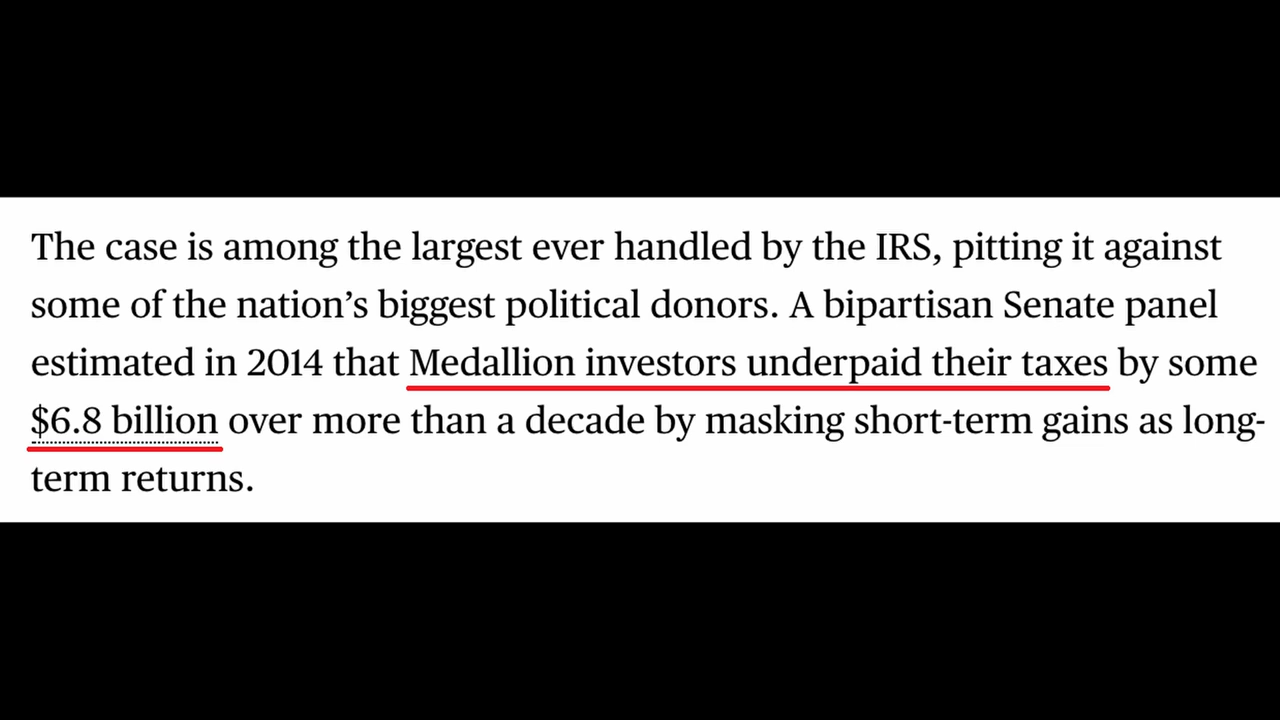 The case is among the largest ever handled by the IRS, pitting it against
some of the nation’s biggest political donors. A bipartisan Senate panel
estimated in 2014 that Medallion investors underpaid their taxes by some
$6.8 billion over more than a decade by masking short-term gains as long-
term returns.